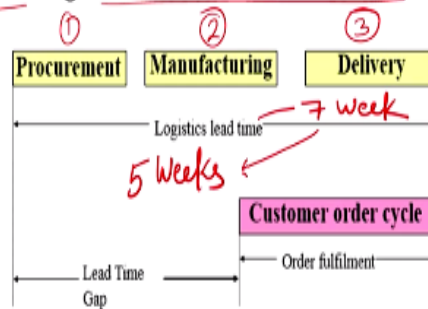 ① ② ③
Procurement Manufacturing Delivery
Logistics lead time 7 week
5 Weeks
Customer order cycle
Order fulfilment
Lead Time
Gap